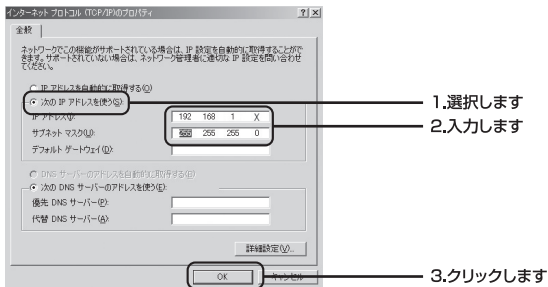 インターネット プロトコル (TCP/IP)のプロパティ
? ×
全般
ネットワークでこの機能がサポートされている場合は、IP 設定を自動的に取得することがで
きます。サポートされていない場合は、ネットワーク管理者に適切な IP 設定を問い合わせ
てください。
IP アドレスを自動的に取得する(O)
次の IP アドレスを使う(S):
1.選択します
IP アドレス(I):
192 168 1 X
2.入力します
サブネット マスク(U):
255 255 255 0
デフォルト ゲートウェイ(D):
DNS サーバーのアドレスを自動的に取得する(B)
次の DNS サーバーのアドレスを使う(E):
優先 DNS サーバー(P):
代替 DNS サーバー(A):
詳細設定(V)...
OK
キャンセル
3.クリックします